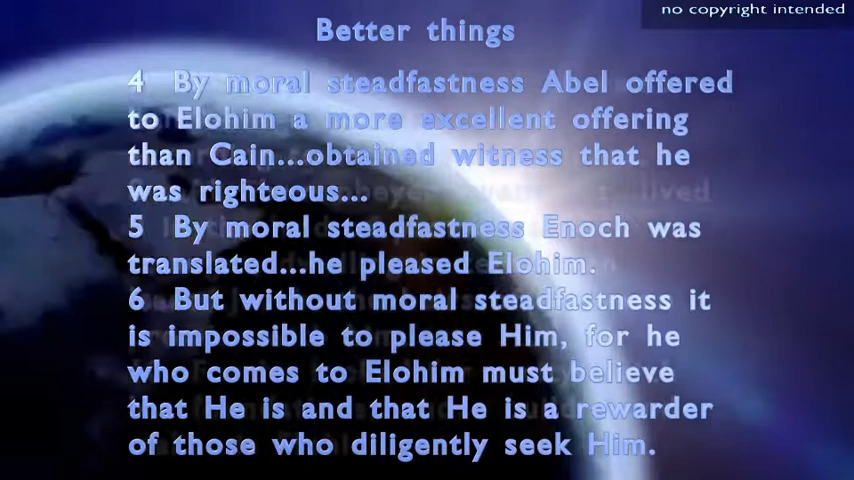 no copyright intended
Better things
4 By moral steadfastness Abel offered
to Elohim a more excellent offering
than Cain...obtained witness that he
was righteous...
5 By moral steadfastness Enoch was
translated...he pleased Elohim.
6 But without moral steadfastness it
is impossible to please Him, for he
who comes to Elohim must believe
that He is and that He is a rewarder
of those who diligently seek Him.